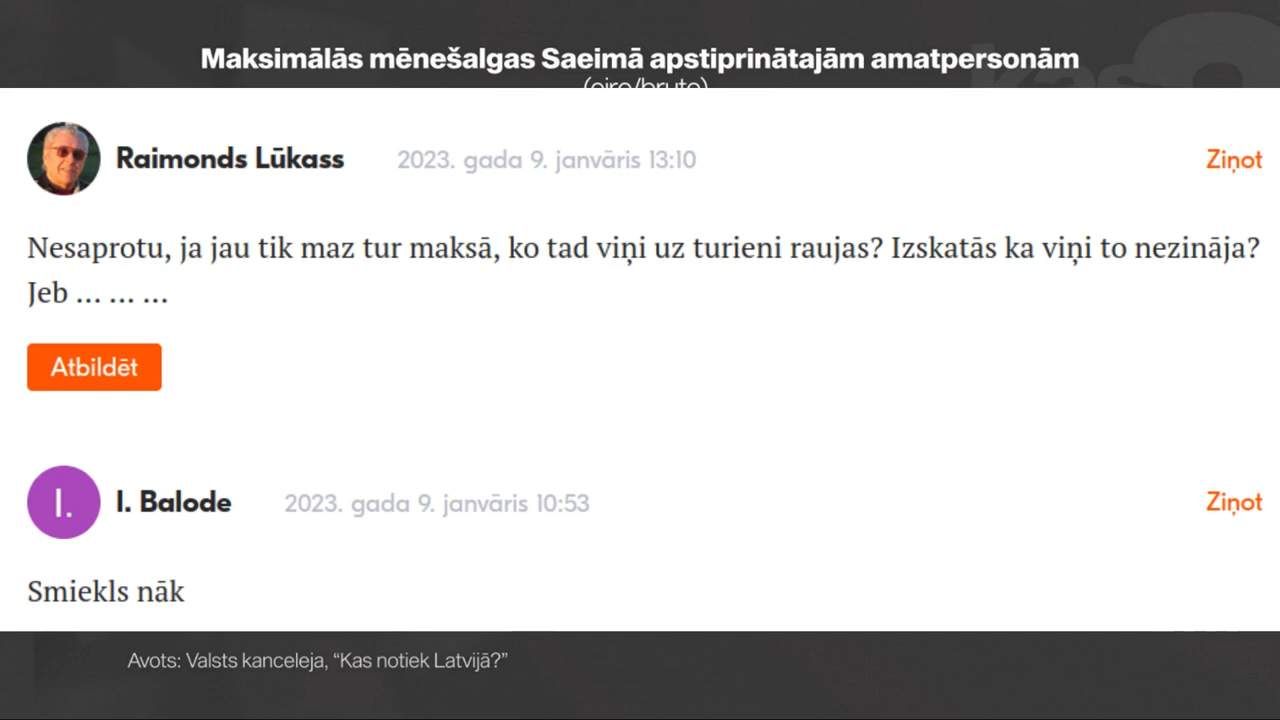 Maksimālās mēnešalgas Saeimā apstiprinātajām amatpersonām
(eiro/bruto)
Raimonds Lūkass 2023. gada 9. janvāris 13:10 Ziņot
Nesaprotu, ja jau tik maz tur maksā, ko tad viņi uz turieni raujas? Izskatās ka viņi to nezināja?
Jeb ... ... ...
Atbildēt
I. I. Balode 2023. gada 9. janvāris 10:53 Ziņot
Smiekls nāk
Avots: Valsts kanceleja, “Kas notiek Latvijā?”